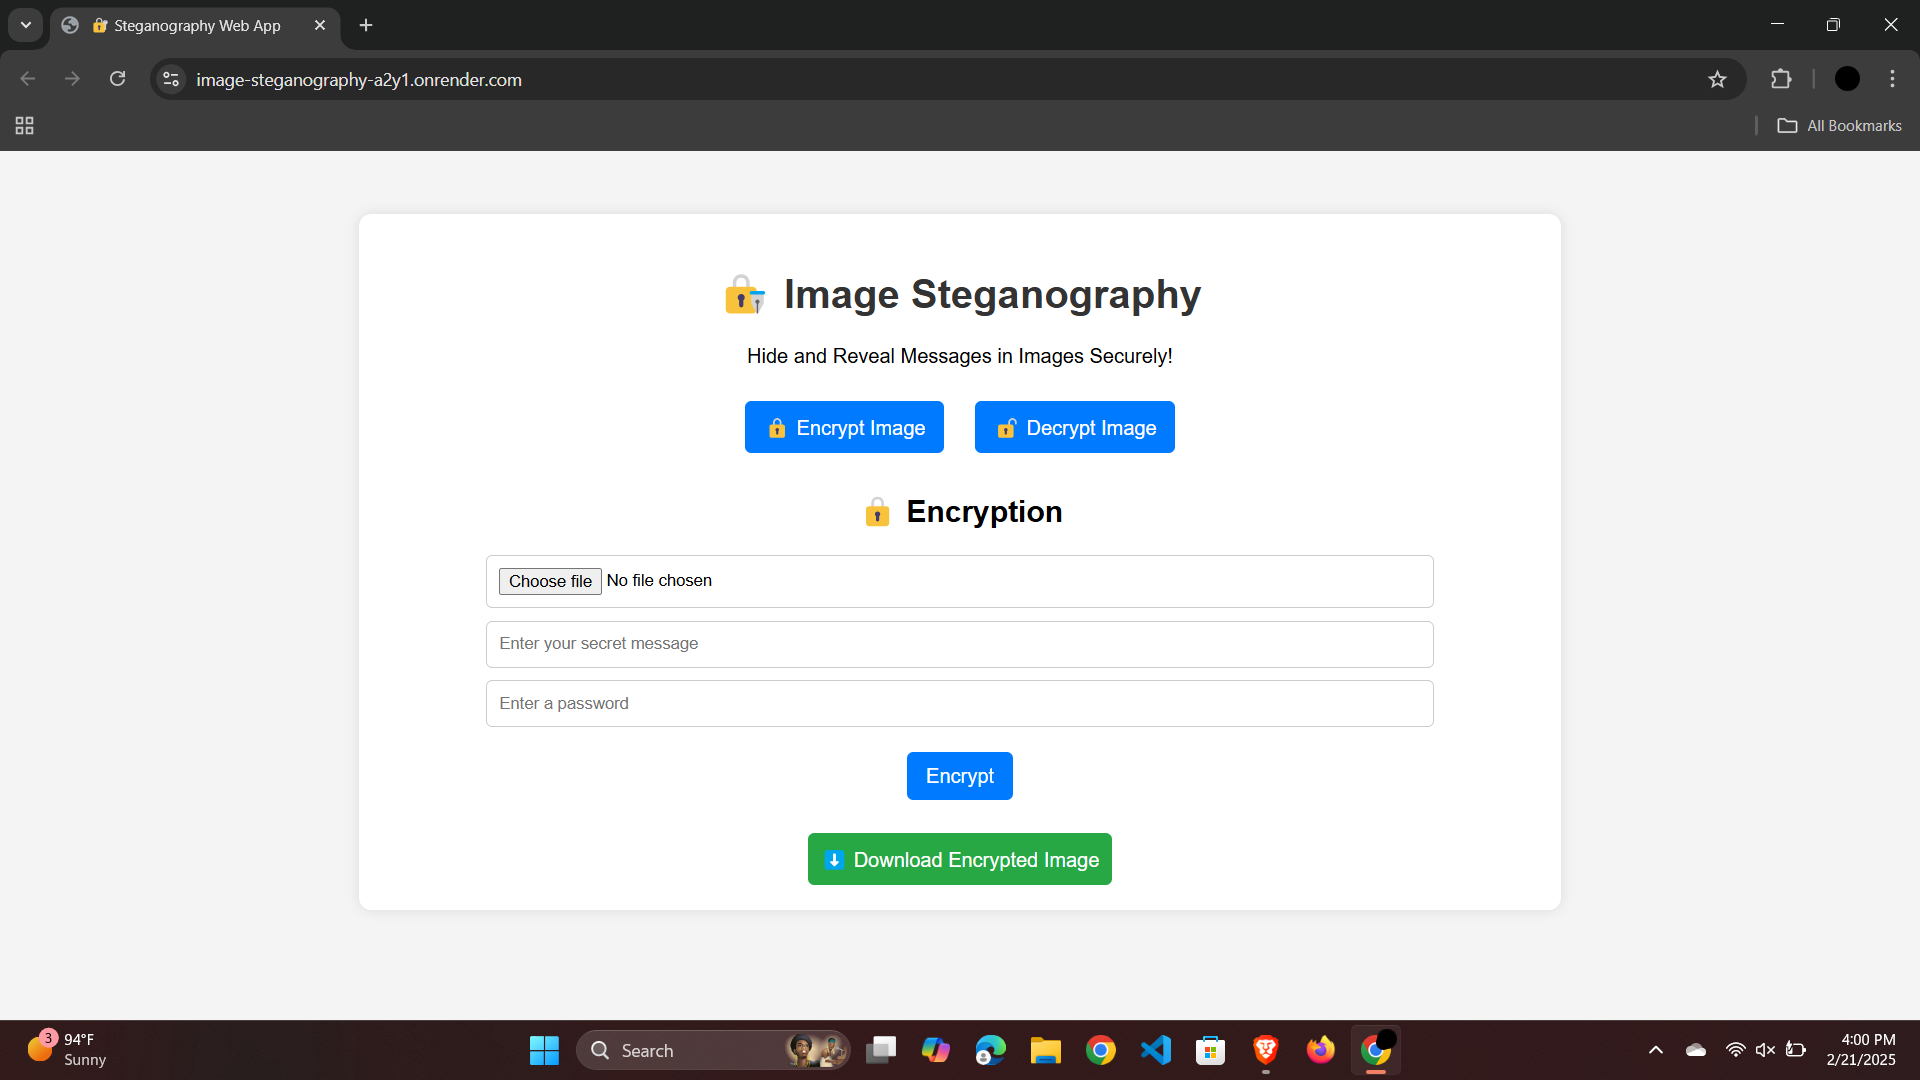 Steganography Web App
image-steganography-a2y1.onrender.com
All Bookmarks
Image Steganography
Hide and Reveal Messages in Images Securely!
Encrypt Image
Decrypt Image
Encryption
Choose file No file chosen
Enter your secret message
Enter a password
Encrypt
Download Encrypted Image
3
94°F
Sunny
Search
4:00 PM
2/21/2025